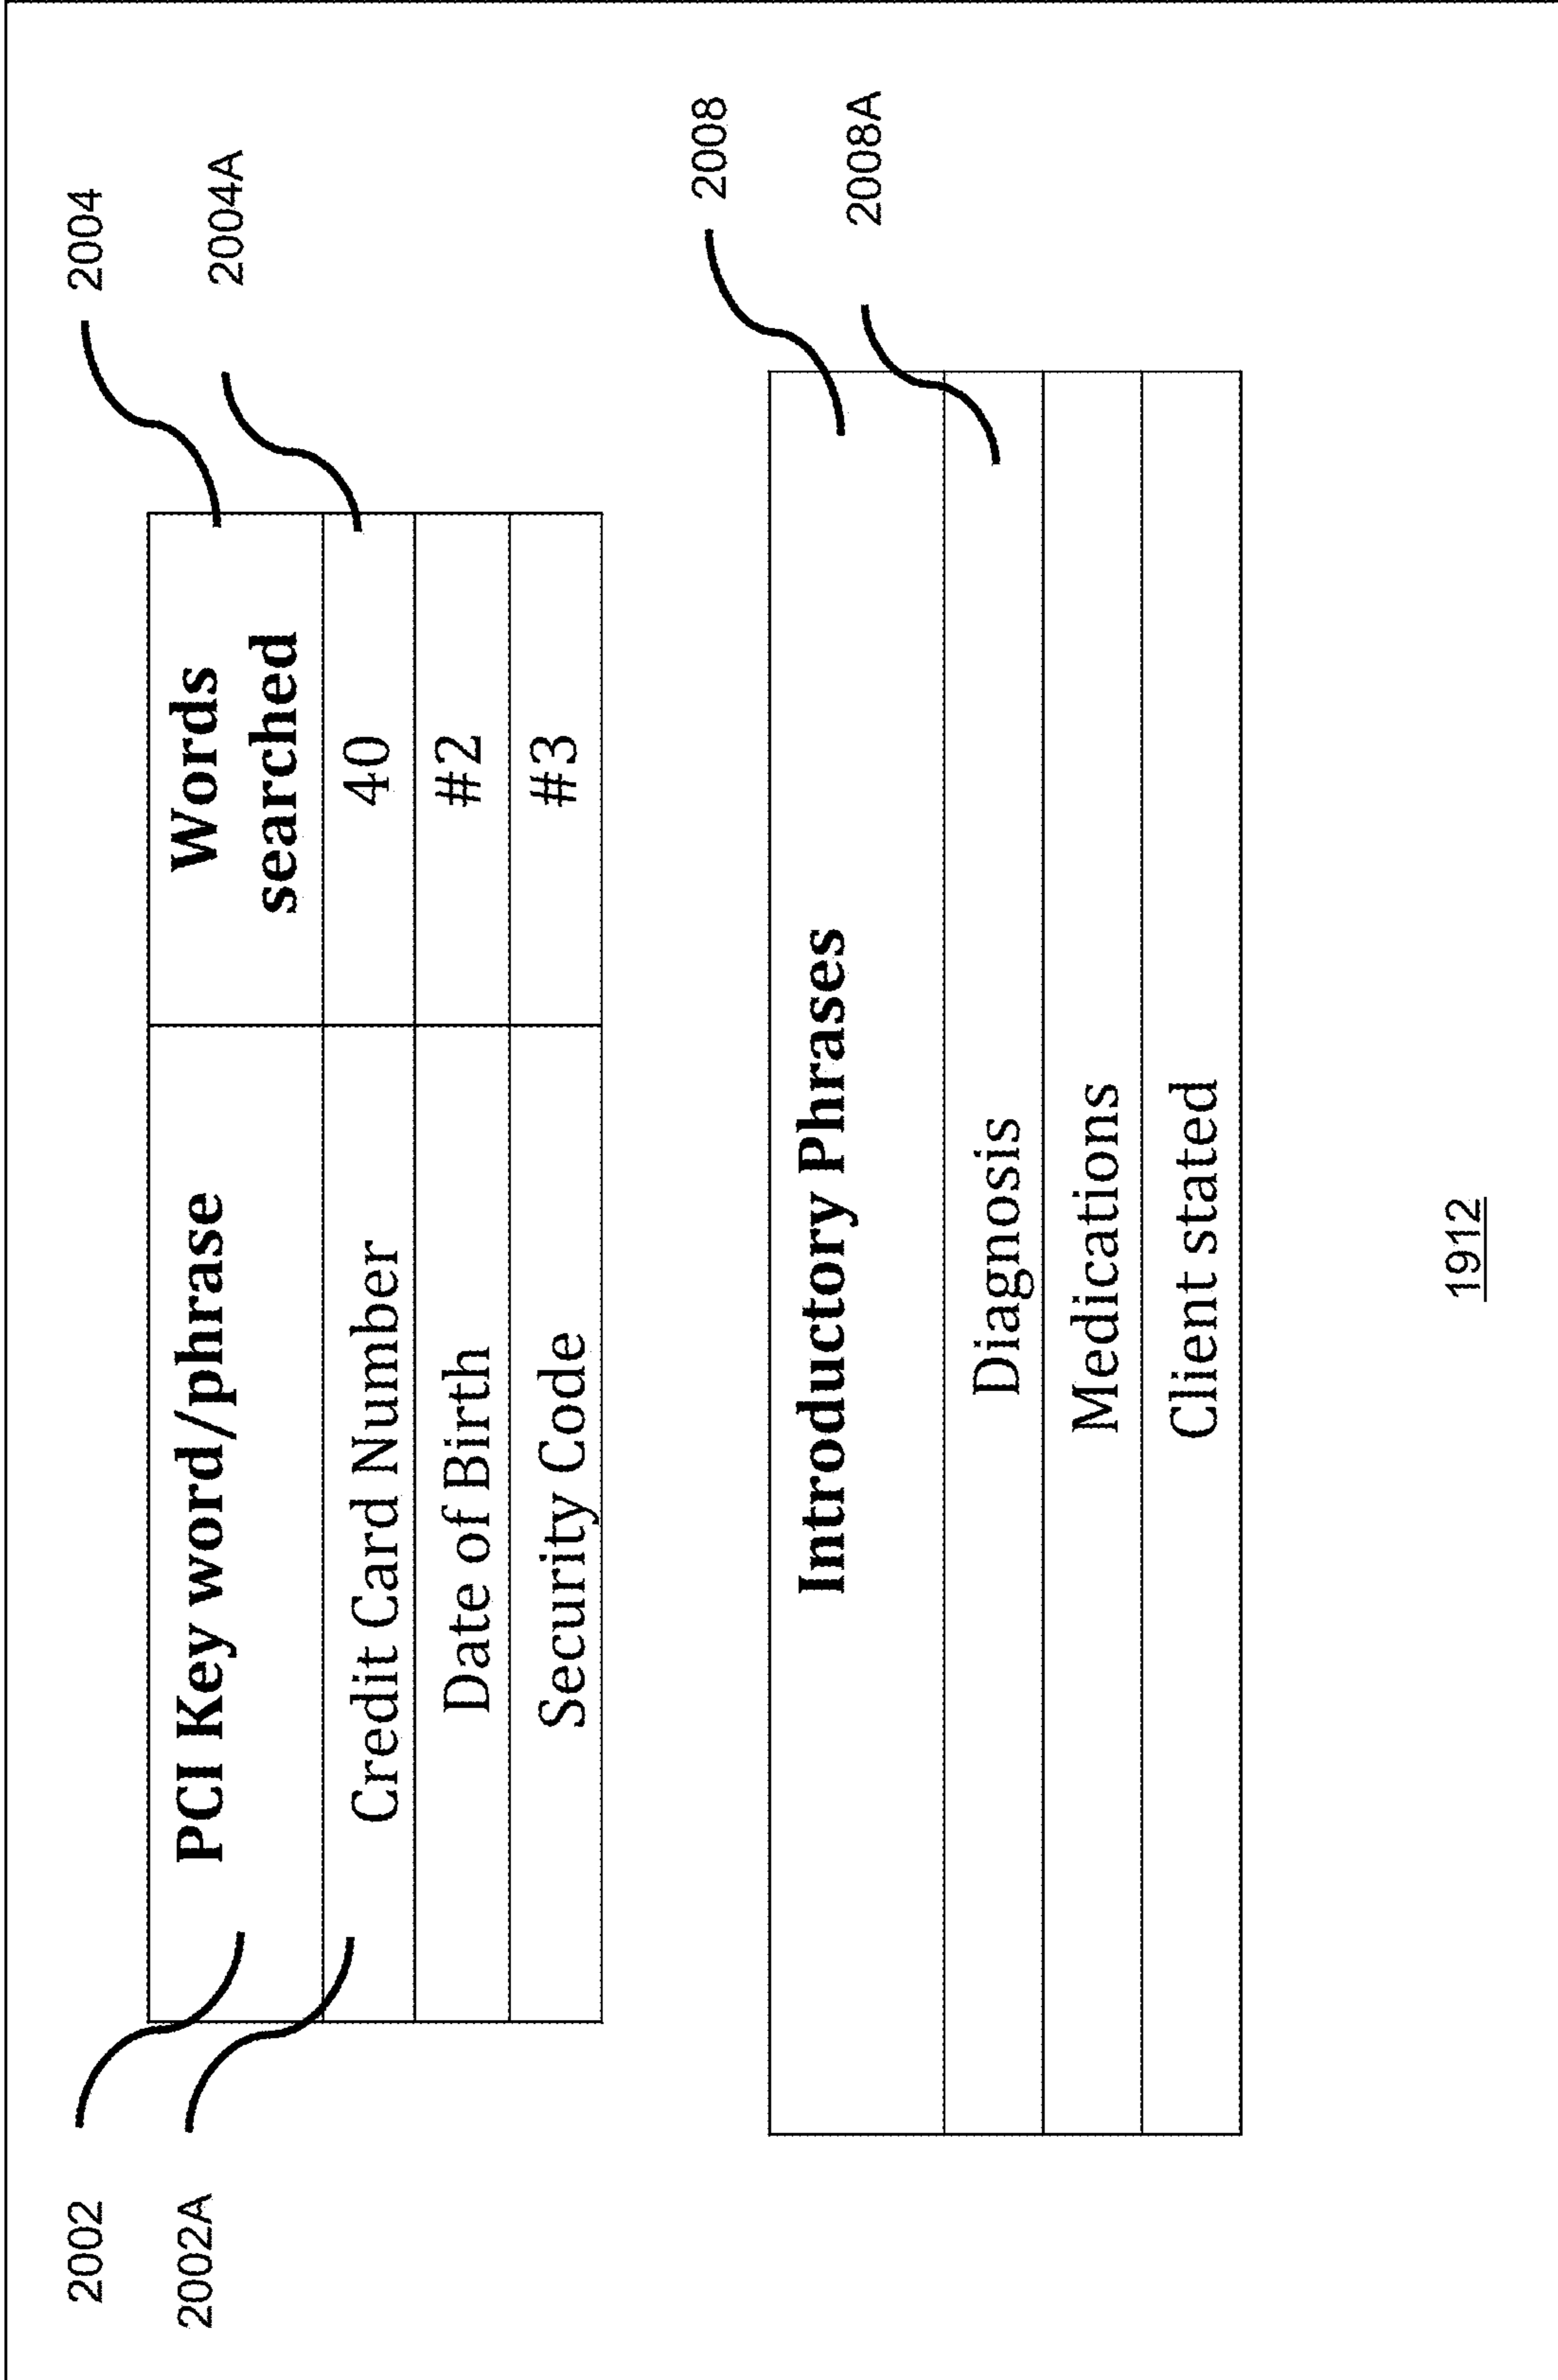 2002
2002A
2004
2004A
PCI Key word/phrase
Words
searched
Credit Card Number
40
Date of Birth
#2
Security Code
#3
2008
2008A
Introductory Phrases
Diagnosis
Medications
Client stated
1912